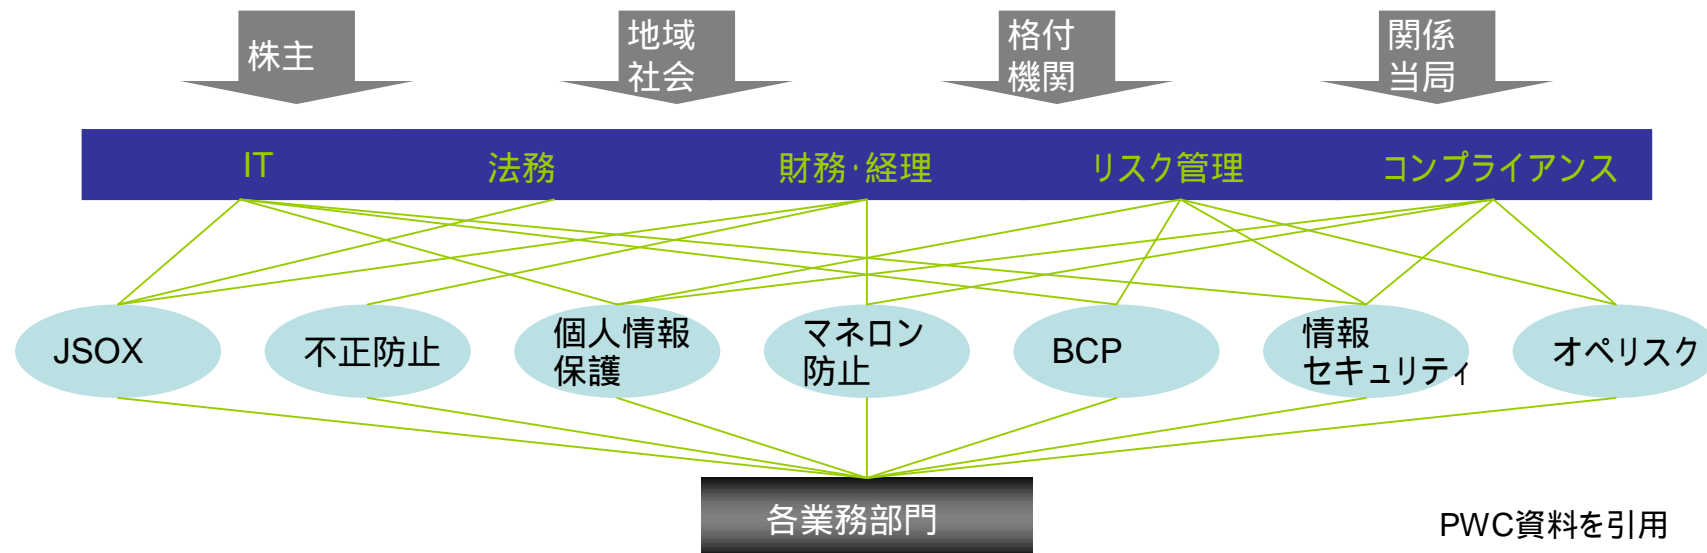 株主
地域
社会
格付
機関
関係
当局
IT
法務
財務・経理
リスク管理
コンプライアンス
JSOX
不正防止
個人情報
保護
マネロン
防止
BCP
情報
セキュリティ
オペリスク
各業務部門
PWC資料を引用